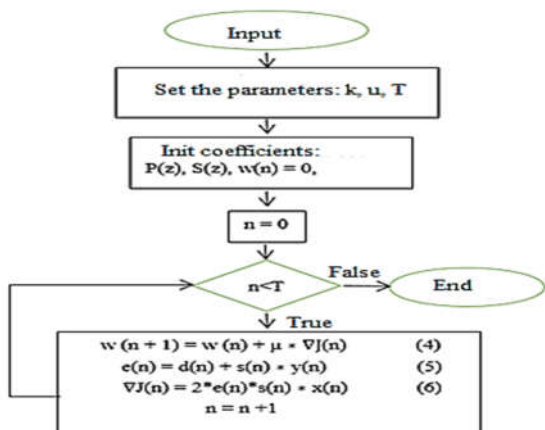 Input
Set the parameters: k, u, T
Init coefficients:
P(z), S(z), w(n) = 0,
n = 0
n<T
False
End
True
w (n + 1) = w (n) + μ * ∇J(n) (4)
e(n) = d(n) + s(n) * y(n) (5)
∇J(n) = 2*e(n)*s(n) * x(n) (6)
n = n +1